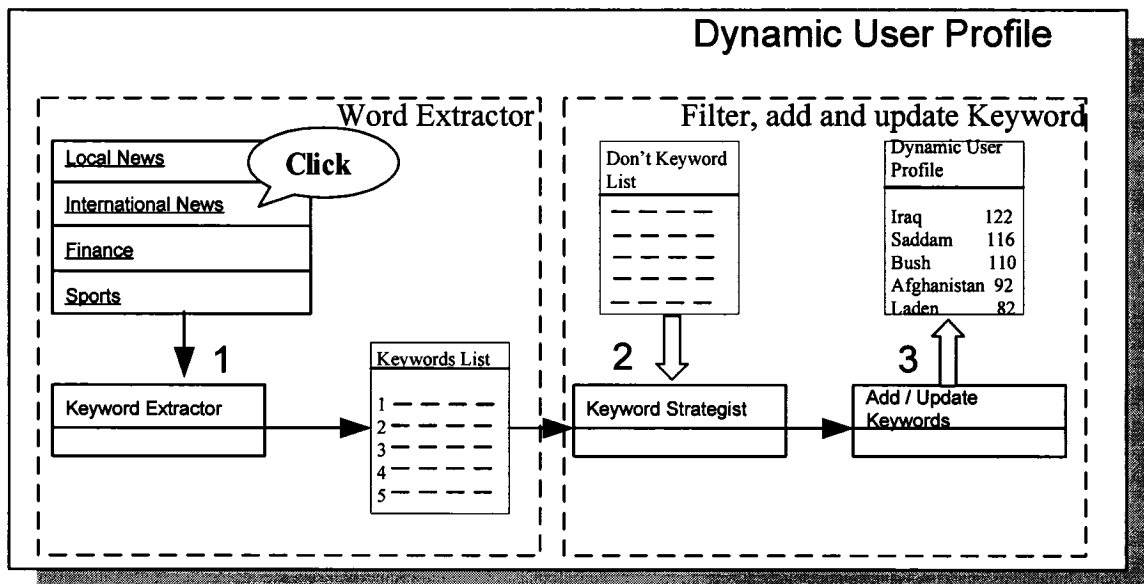 Dynamic User Profile
Word Extractor
Local News
Click
International News
Finance
Sports
1
Keyword Extractor
Keywords List
1
2
3
4
5
Filter, add and update Keyword
Don't Keyword
List
2
Keyword Strategist
Dynamic User
Profile
Iraq 122
Saddam 116
Bush 110
Afghanistan 92
Laden 82
3
Add / Update
Keywords